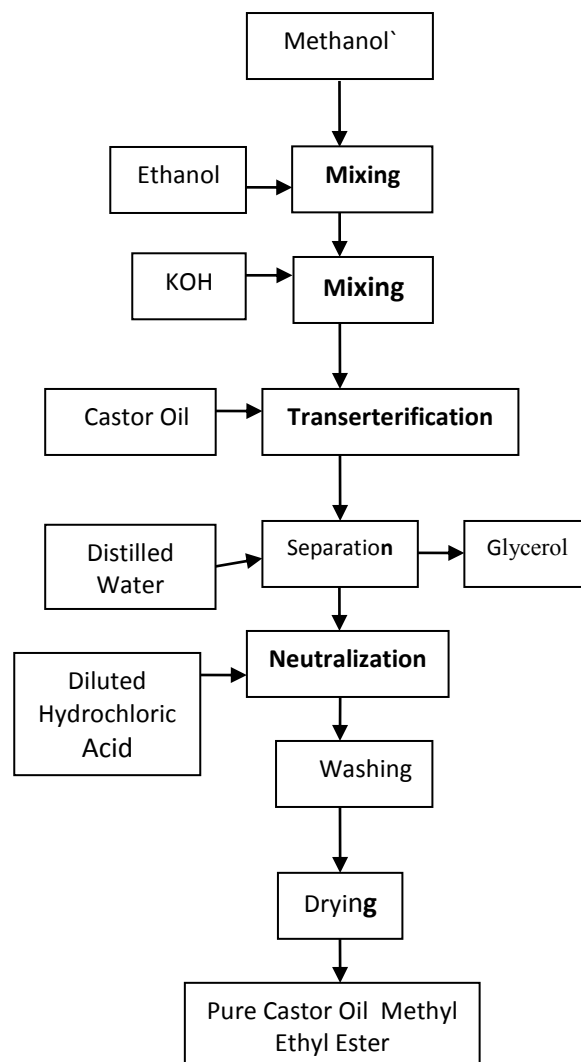 Methanol`
Ethanol
Mixing
KOH
Mixing
Castor Oil
Transerterification
Distilled
Water
Separation
Glycerol
Neutralization
Diluted
Hydrochloric
Acid
Washing
Drying
Pure Castor Oil Methyl
Ethyl Ester